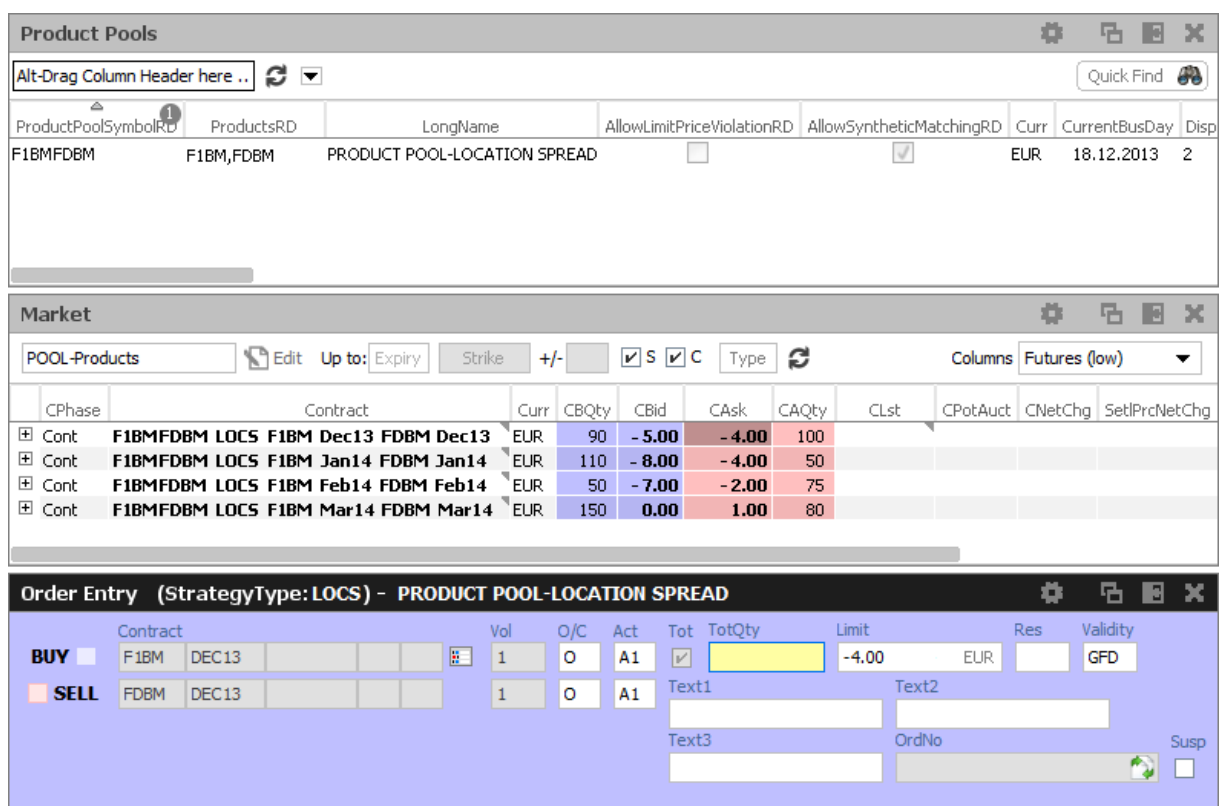 Product Pools
Alt-Drag Column Header here .. Quick Find
ProductPoolSymbolRD 1 ProductsRD LongName AllowLimitPriceViolationRD AllowSyntheticMatchingRD Curr CurrentBusDay Disp
F1BMFDBM F1BM,FDBM PRODUCT POOL-LOCATION SPREAD EUR 18.12.2013 2
Market
POOL-Products Edit Up to: Expiry Strike +/- S C Type Columns Futures (low)
CPhase Contract Curr CBQty CBid CAsk CAQty CLst CPotAuct CNetChg SetlPrcNetChg
Cont F1BMFDBM LOCS F1BM Dec13 FDBM Dec13 EUR 90 -5.00 -4.00 100
Cont F1BMFDBM LOCS F1BM Jan14 FDBM Jan14 EUR 110 -8.00 -4.00 50
Cont F1BMFDBM LOCS F1BM Feb14 FDBM Feb14 EUR 50 -7.00 -2.00 75
Cont F1BMFDBM LOCS F1BM Mar14 FDBM Mar14 EUR 150 0.00 1.00 80
Order Entry (StrategyType:LOCS) - PRODUCT POOL-LOCATION SPREAD
Contract Vol O/C Act Tot TotQty Limit Res Validity
BUY F1BM DEC13 1 O A1 -4.00 EUR GFD
SELL FDBM DEC13 1 O A1 Text1 Text2
Text3 OrdNo Susp